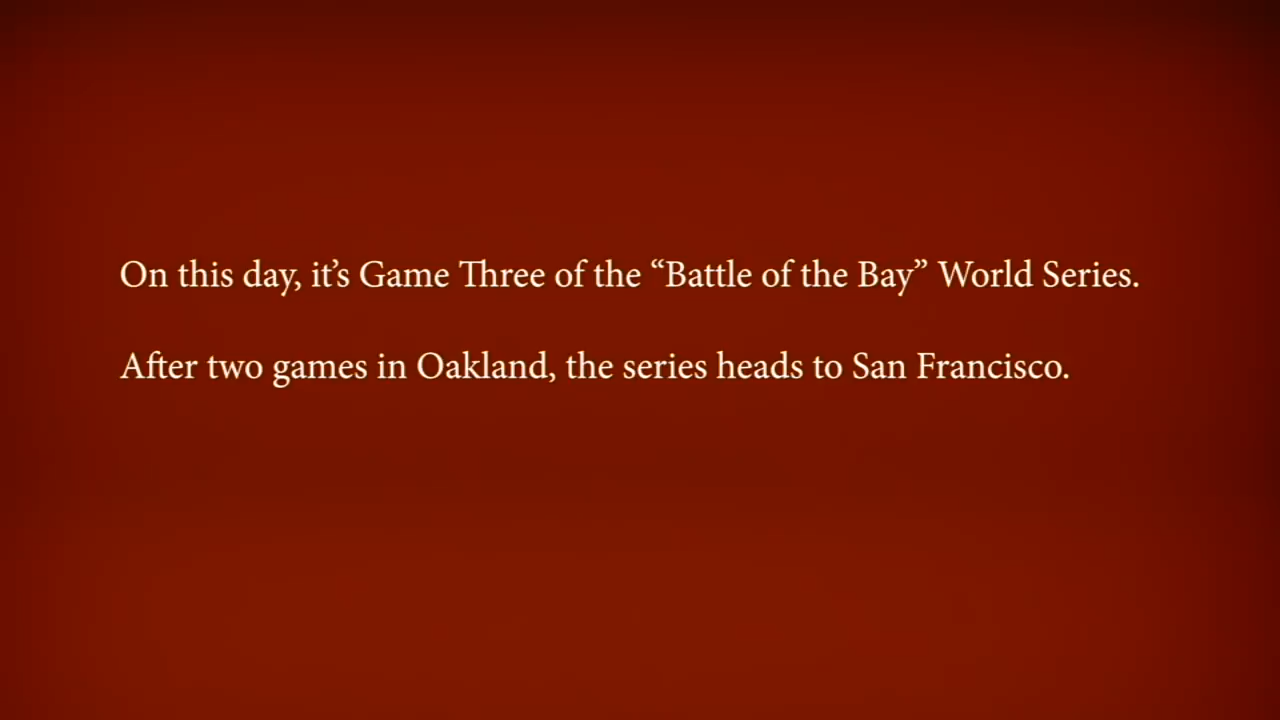 On this day, it’s Game Three of the “Battle of the Bay” World Series.
After two games in Oakland, the series heads to San Francisco.